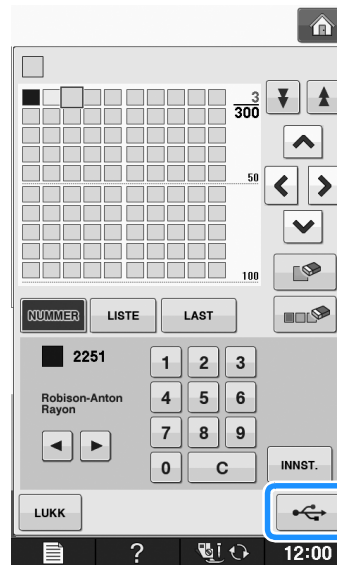 3
300
50
100
NUMMER LISTE LAST
2251
Robison-Anton
Rayon
1 2 3
4 5 6
7 8 9
0 C
INNST.
LUKK
? 12:00